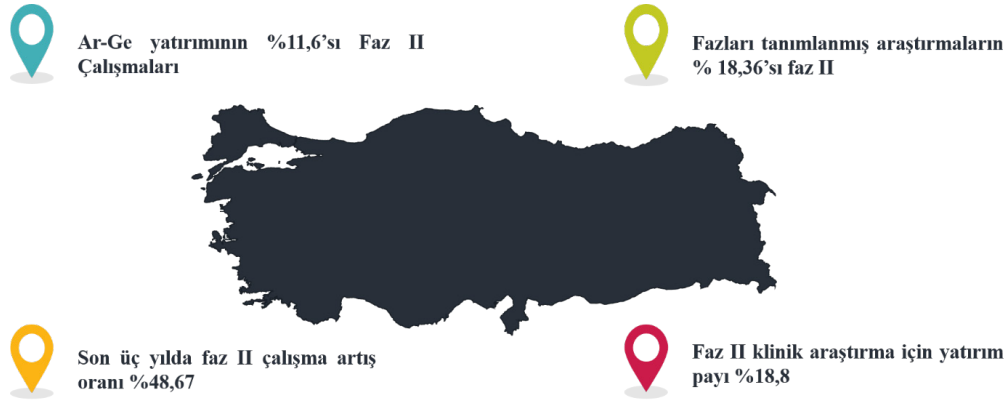 Ar-Ge yatırımının %11,6’sı Faz II
Çalışmaları
Fazları tanımlanmış araştırmaların
% 18,36’sı faz II
Son üç yılda faz II çalışma artış
oranı %48,67
Faz II klinik araştırma için yatırım
payı %18,8